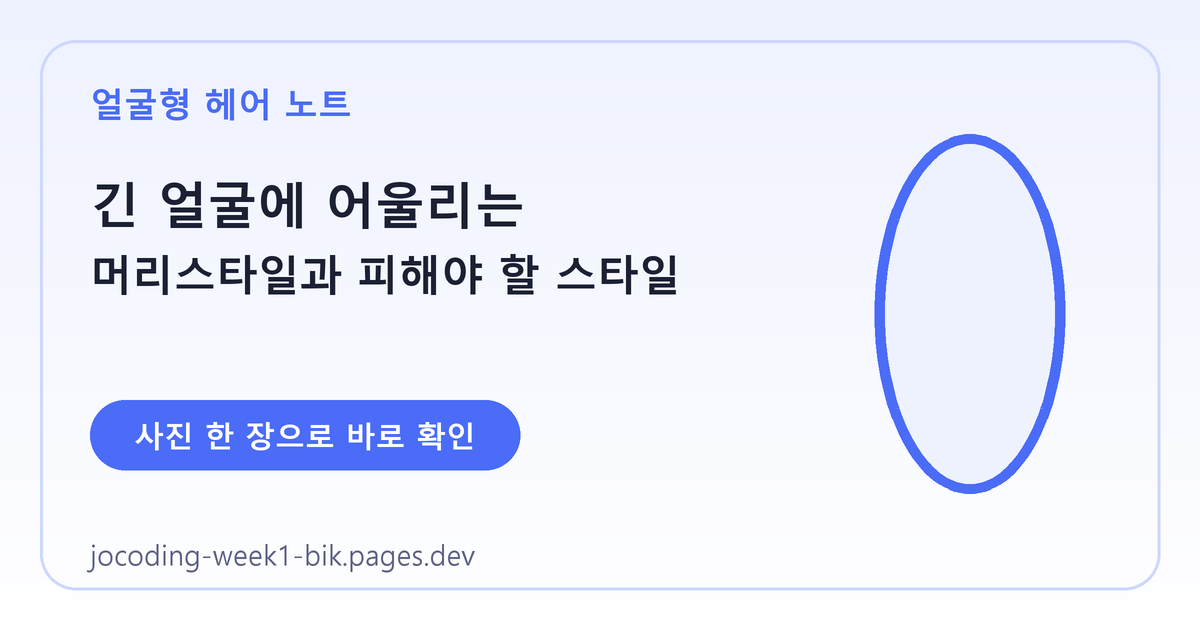 얼굴형 헤어 노트
긴 얼굴에 어울리는
머리스타일과 피해야 할 스타일
사진 한 장으로 바로 확인
jocoding-week1-bik.pages.dev